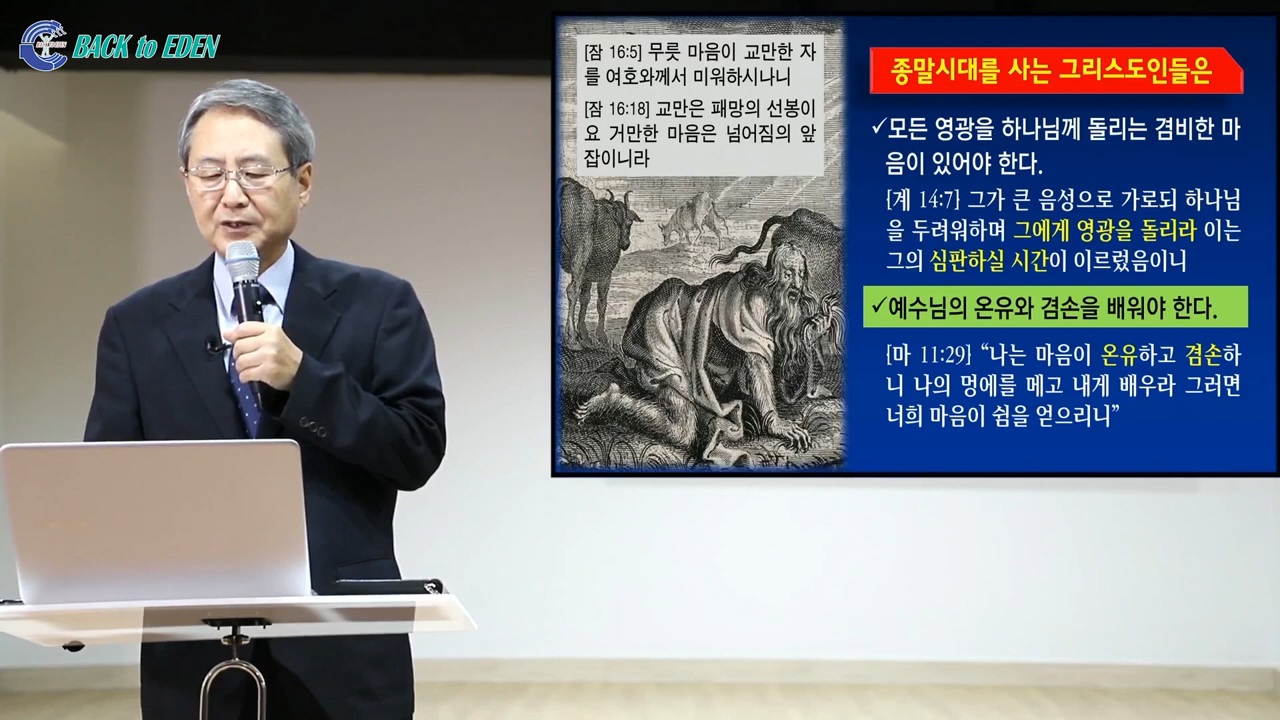 BACK to EDEN
[잠 16:5] 무릇 마음이 교만한 자
를 여호와께서 미워하시나니
[잠 16:18] 교만은 패망의 선봉이
요 거만한 마음은 넘어짐의 앞
잡이니라
종말시대를 사는 그리스도인들은
✓모든 영광을 하나님께 돌리는 겸비한 마
음이 있어야 한다.
{계 14:7} 그가 큰 음성으로 가로되 하나님
을 두려워하며 그에게 영광을 돌리라 이는
그의 심판하실 시간이 이르렀음이니
✓예수님의 온유와 겸손을 배워야 한다.
{마 11:29} “나는 마음이 온유하고 겸손하
니 나의 멍에를 메고 내게 배우라 그러면
너희 마음이 쉼을 얻으리니”